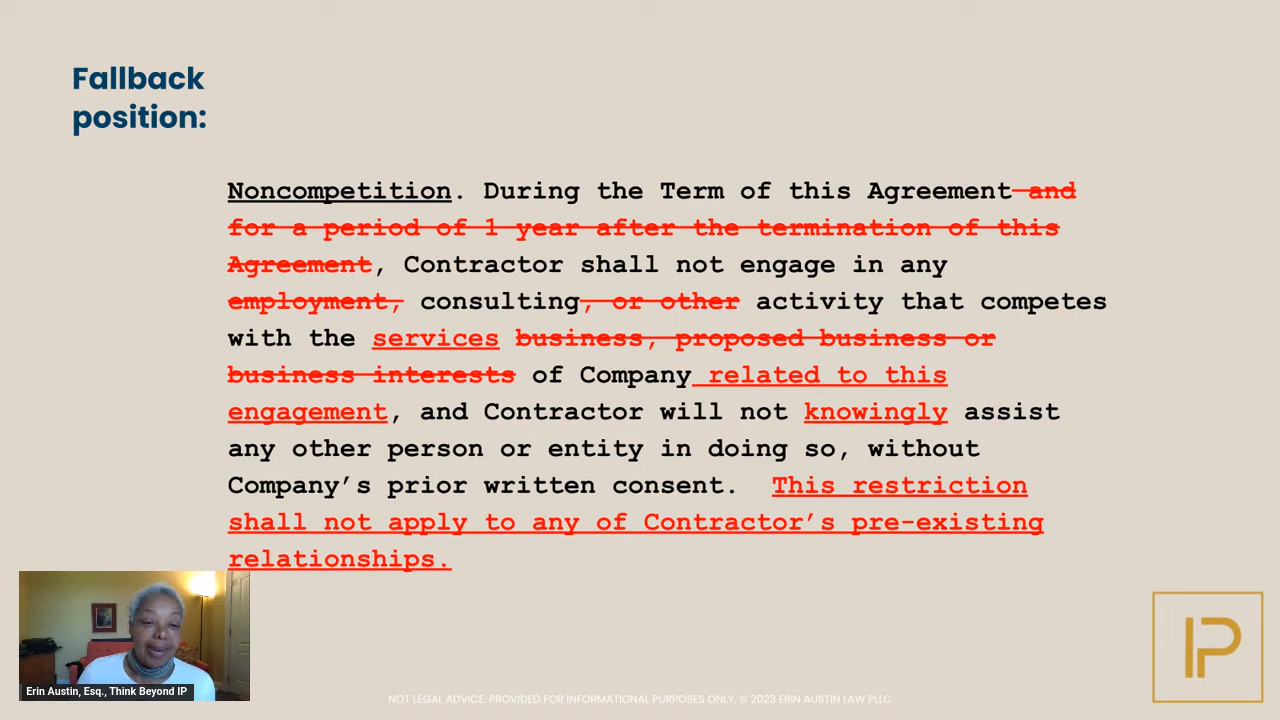 Fallback
position:
Noncompetition. During the Term of this Agreement and
for a period of 1 year after the termination of this
Agreement, Contractor shall not engage in any
employment, consulting, or other activity that competes
with the services business, proposed business or
business interests of Company related to this
engagement, and Contractor will not knowingly assist
any other person or entity in doing so, without
Company’s prior written consent. This restriction
shall not apply to any of Contractor’s pre-existing
relationships.
Erin Austin, Esq., Think Beyond IP
IP
NOT LEGAL ADVICE. PROVIDED FOR INFORMATIONAL PURPOSES ONLY. © 2023 ERIN AUSTIN LAW PLLC